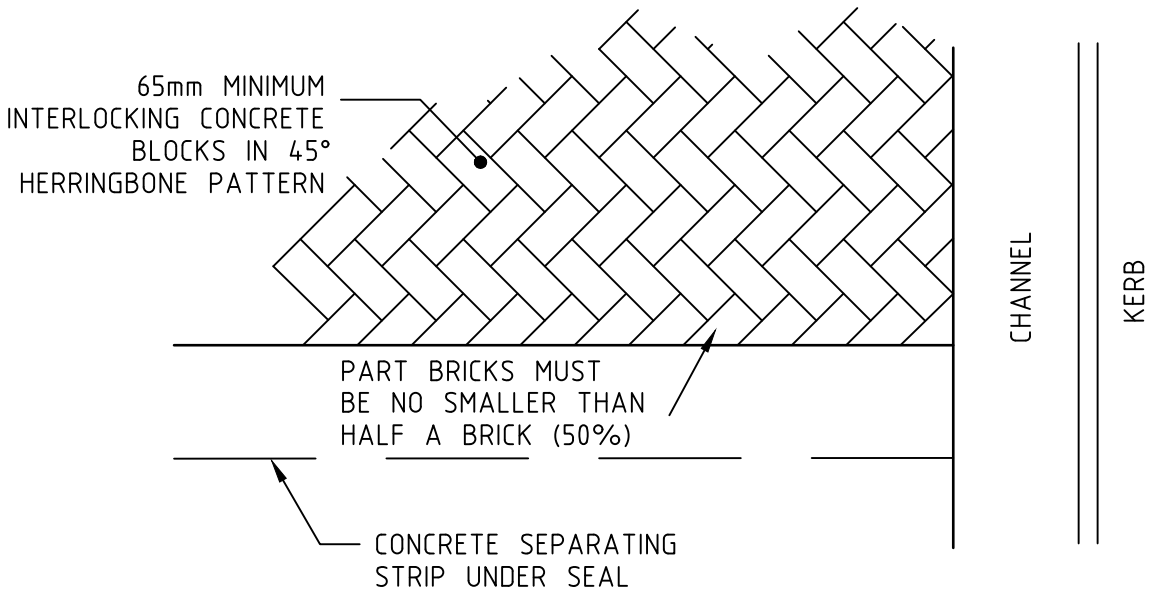 65mm MINIMUM
INTERLOCKING CONCRETE
BLOCKS IN 45°
HERRINGBONE PATTERN
CHANNEL
KERB
PART BRICKS MUST
BE NO SMALLER THAN
HALF A BRICK (50%)
CONCRETE SEPARATING
STRIP UNDER SEAL